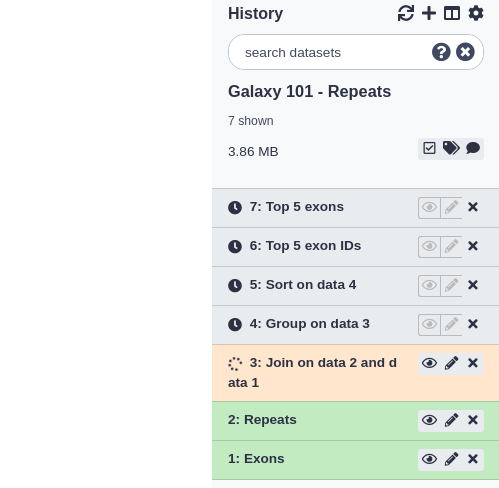 History
search datasets
Galaxy 101 - Repeats
7 shown
3.86 MB
7: Top 5 exons
6: Top 5 exon IDs
5: Sort on data 4
4: Group on data 3
3: Join on data 2 and d
ata 1
2: Repeats
1: Exons